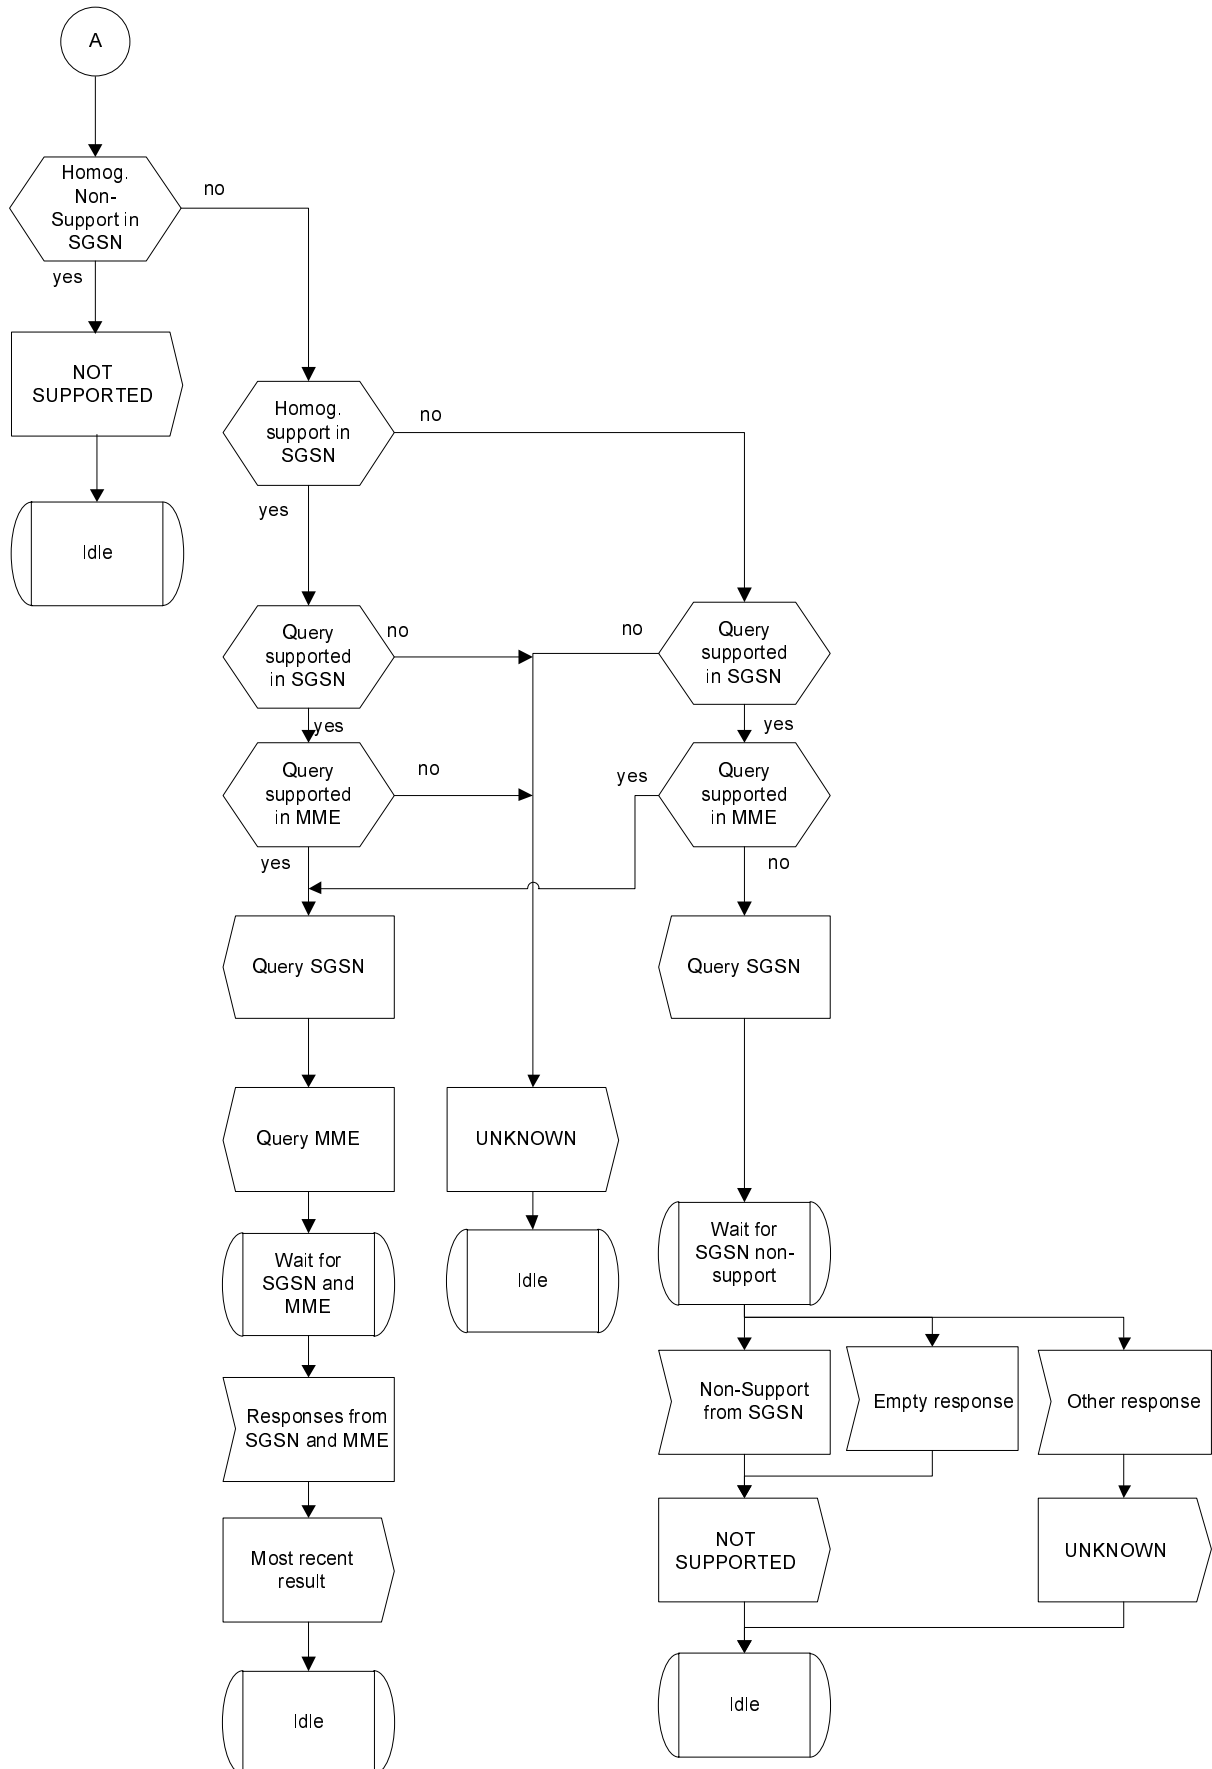 A
Homog.
Non-
Support in
SGSN
no
yes
NOT
SUPPORTED
Idle
Homog.
support in
SGSN
no
yes
Query
supported
in SGSN
no
yes
no
Query
supported
in SGSN
yes
Query
supported
in MME
no
yes
yes
Query
supported
in MME
no
Query SGSN
Query SGSN
Query MME
UNKNOWN
Wait for
SGSN and
MME
Idle
Wait for
SGSN non-
support
Responses from
SGSN and MME
Non-Support
from SGSN
Empty response
Other response
Most recent
result
NOT
SUPPORTED
UNKNOWN
Idle
Idle